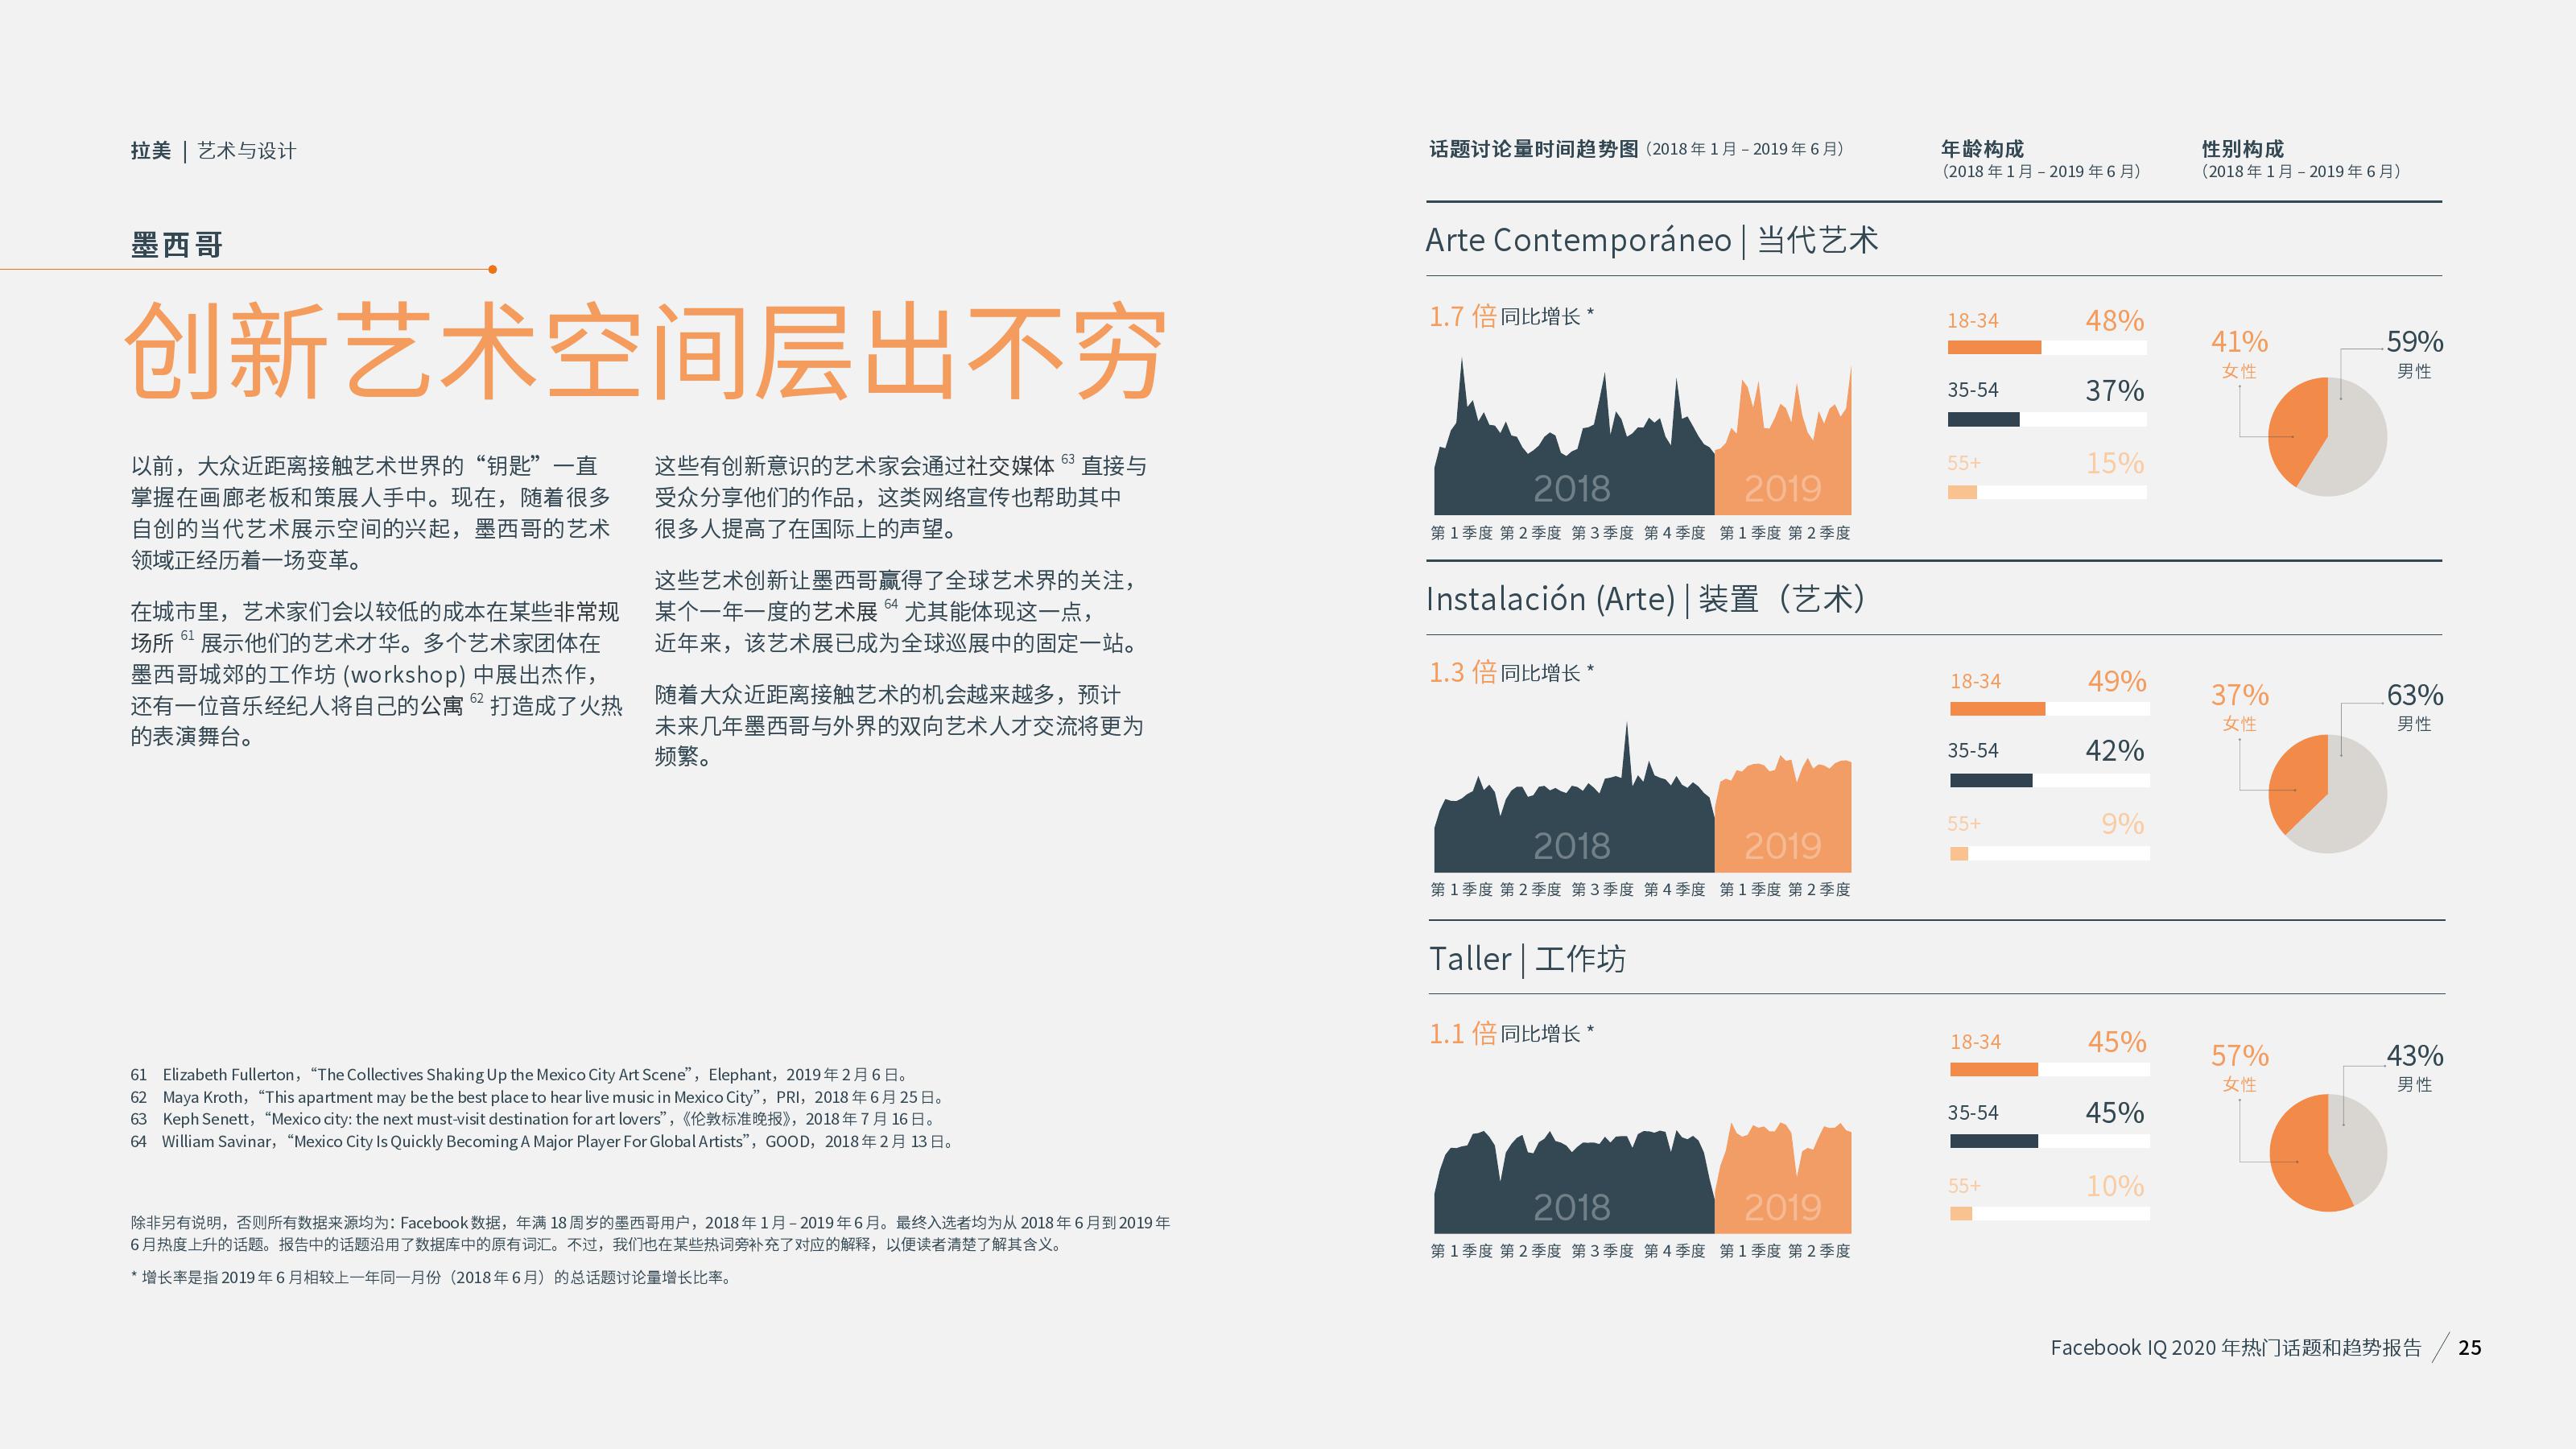 拉美 | 艺术与设计
墨西哥
创新艺术空间层出不穷
以前，大众近距离接触艺术世界的“钥匙”一直
掌握在画廊老板和策展人手中。现在，随着很多
自创的当代艺术展示空间的兴起，墨西哥的艺术
领域正经历着一场变革。
在城市里，艺术家们会以较低的成本在某些非常规
场所 61 展示他们的艺术才华。多个艺术家团体在
墨西哥城郊的工作坊 (workshop) 中展出杰作，
还有一位音乐经纪人将自己的公寓 62 打造成了火热
的表演舞台。
这些有创新意识的艺术家会通过社交媒体 63 直接与
受众分享他们的作品，这类网络宣传也帮助其中
很多人提高了在国际上的声望。
这些艺术创新让墨西哥赢得了全球艺术界的关注，
某个一年一度的艺术展 64 尤其能体现这一点，
近年来，该艺术展已成为全球巡展中的固定一站。
随着大众近距离接触艺术的机会越来越多，预计
未来几年墨西哥与外界的双向艺术人才交流将更为
频繁。
61 Elizabeth Fullerton，“The Collectives Shaking Up the Mexico City Art Scene”，Elephant，2019 年 2 月 6 日。
62 Maya Kroth，“This apartment may be the best place to hear live music in Mexico City”，PRI，2018 年 6 月 25 日。
63 Keph Senett，“Mexico city: the next must-visit destination for art lovers”，《伦敦标准晚报》，2018 年 7 月 16 日。
64 William Savinar，“Mexico City Is Quickly Becoming A Major Player For Global Artists”，GOOD，2018 年 2 月 13 日。
除非另有说明，否则所有数据来源均为：Facebook 数据，年满 18 周岁的墨西哥用户，2018 年 1 月 – 2019 年 6 月。最终入选者均为从 2018 年 6 月到 2019 年
6 月热度上升的话题。报告中的话题沿用了数据库中的原有词汇。不过，我们也在某些热词旁补充了对应的解释，以便读者清楚了解其含义。
* 增长率是指 2019 年 6 月相较上一年同一月份（2018 年 6 月）的总话题讨论量增长比率。
话题讨论量时间趋势图（2018 年 1 月 – 2019 年 6 月）
年龄构成
（2018 年 1 月 – 2019 年 6 月）
性别构成
（2018 年 1 月 – 2019 年 6 月）
Arte Contemporáneo | 当代艺术
1.7 倍同比增长 *
2018
2019
第 1 季度 第 2 季度 第 3 季度 第 4 季度 第 1 季度 第 2 季度
18-34 48%
35-54 37%
55+ 15%
41%
女性
59%
男性
Instalación (Arte) | 装置（艺术）
1.3 倍同比增长 *
2018
2019
第 1 季度 第 2 季度 第 3 季度 第 4 季度 第 1 季度 第 2 季度
18-34 49%
35-54 42%
55+ 9%
37%
女性
63%
男性
Taller | 工作坊
1.1 倍同比增长 *
2018
2019
第 1 季度 第 2 季度 第 3 季度 第 4 季度 第 1 季度 第 2 季度
18-34 45%
35-54 45%
55+ 10%
57%
女性
43%
男性
Facebook IQ 2020 年热门话题和趋势报告 / 25